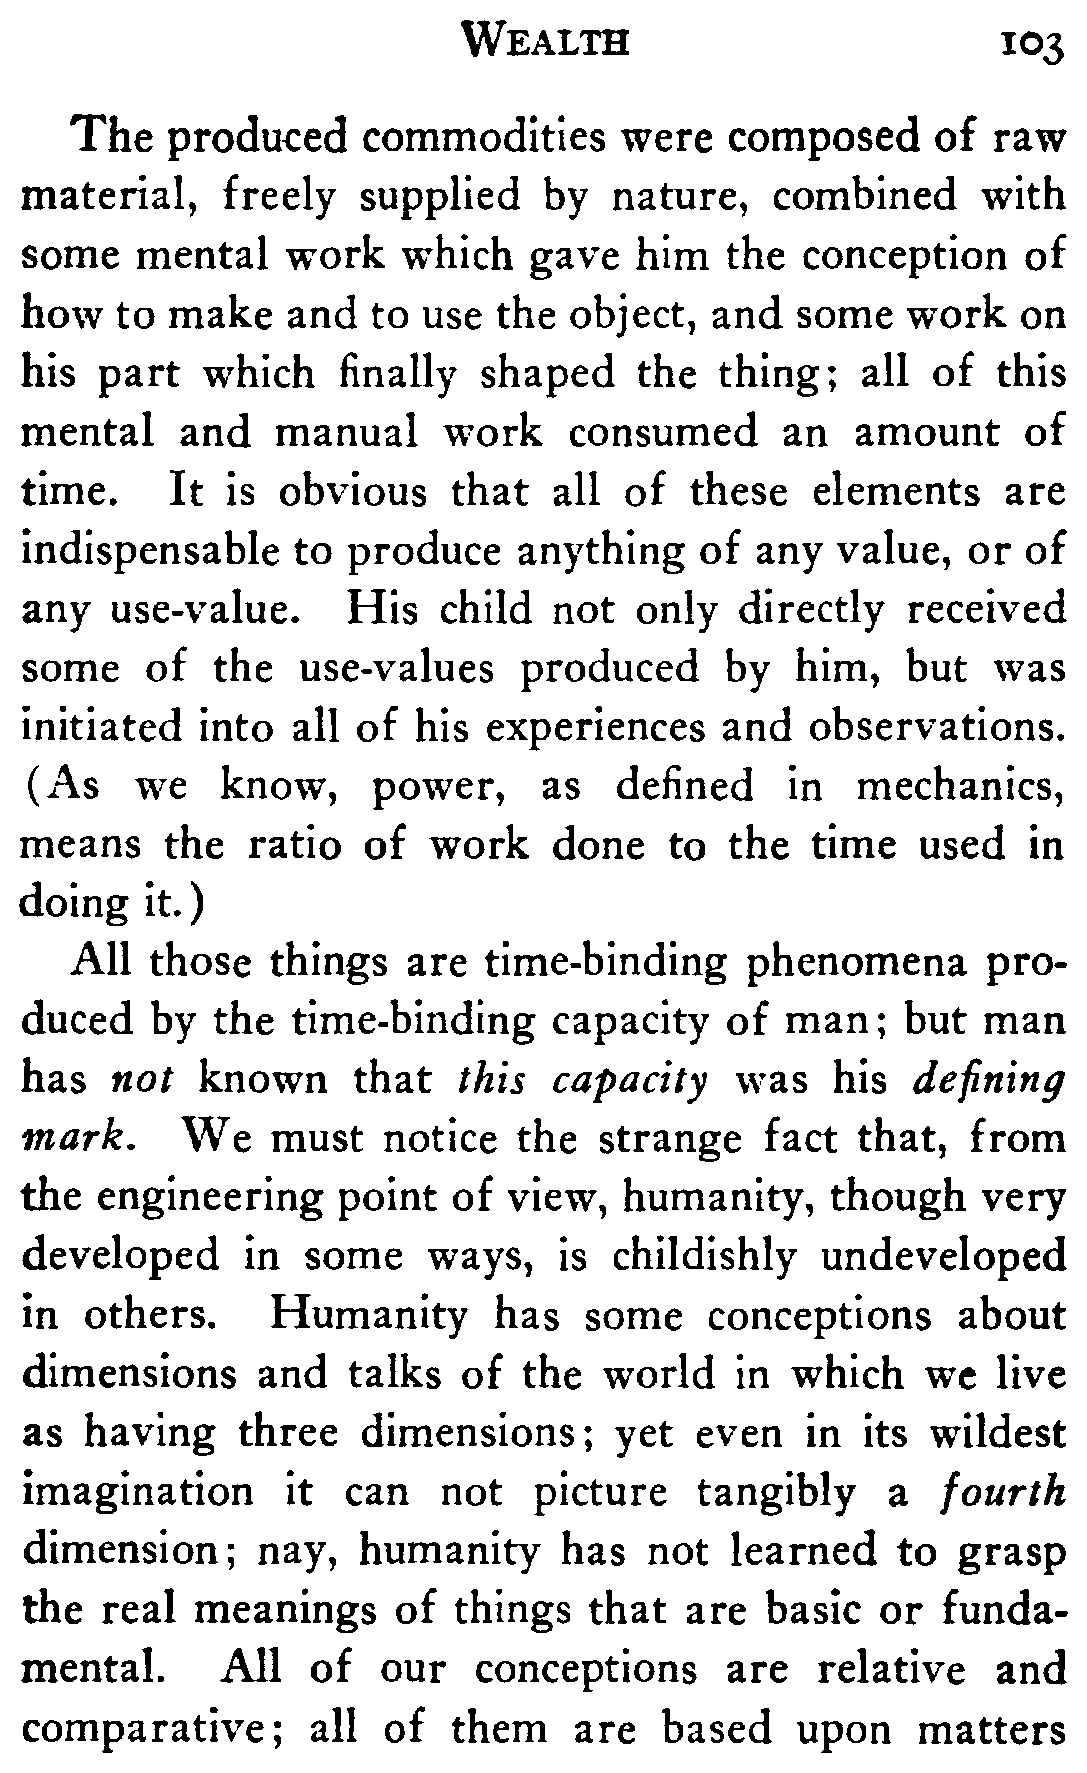 WEALTH 103
The produced commodities were composed of raw
material, freely supplied by nature, combined with
some mental work which gave him the conception of
how to make and to use the object, and some work on
his part which finally shaped the thing; all of this
mental and manual work consumed an amount of
time. It is obvious that all of these elements are
indispensable to produce anything of any value, or of
any use-value. His child not only directly received
some of the use-values produced by him, but was
initiated into all of his experiences and observations.
(As we know, power, as defined in mechanics,
means the ratio of work done to the time used in
doing it.)
All those things are time-binding phenomena pro-
duced by the time-binding capacity of man; but man
has not known that this capacity was his defining
mark. We must notice the strange fact that, from
the engineering point of view, humanity, though very
developed in some ways, is childishly undeveloped
in others. Humanity has some conceptions about
dimensions and talks of the world in which we live
as having three dimensions; yet even in its wildest
imagination it can not picture tangibly a fourth
dimension; nay, humanity has not learned to grasp
the real meanings of things that are basic or funda-
mental. All of our conceptions are relative and
comparative; all of them are based upon matters